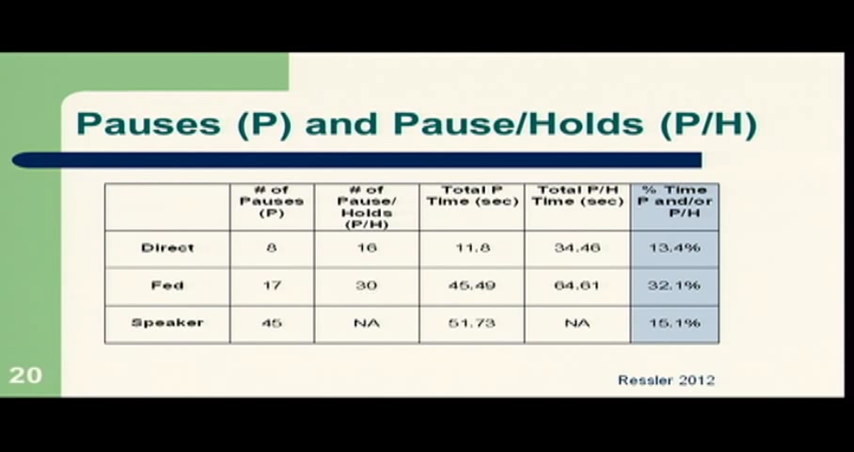 Pauses (P) and Pause/Holds (P/H)
# of Pauses (P) # of Pause/ Holds (P/H) Total P Time (sec) Total P/H Time (sec) % Time P and/or P/H
Direct 8 16 11.8 34.46 13.4%
Fed 17 30 45.49 64.61 32.1%
Speaker 45 NA 51.73 NA 15.1%
20
Ressler 2012